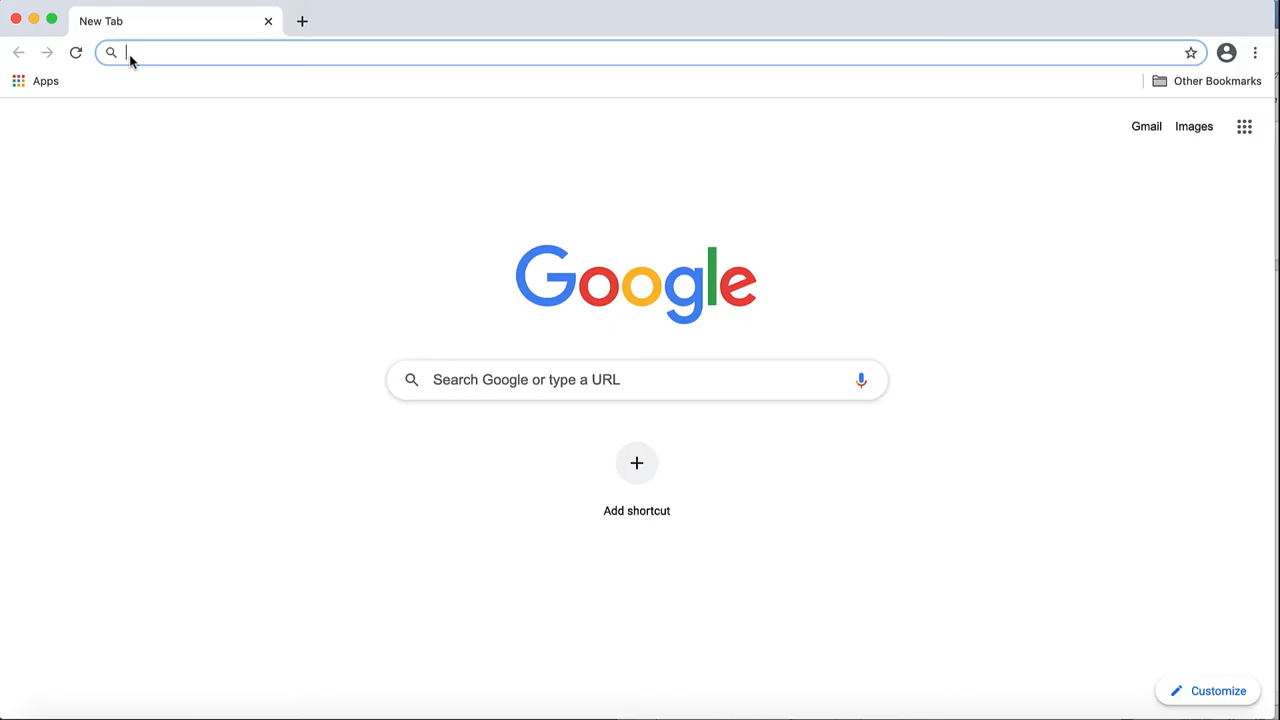 New Tab
Apps
Other Bookmarks
Gmail Images
Google
Search Google or type a URL
Add shortcut
Customize